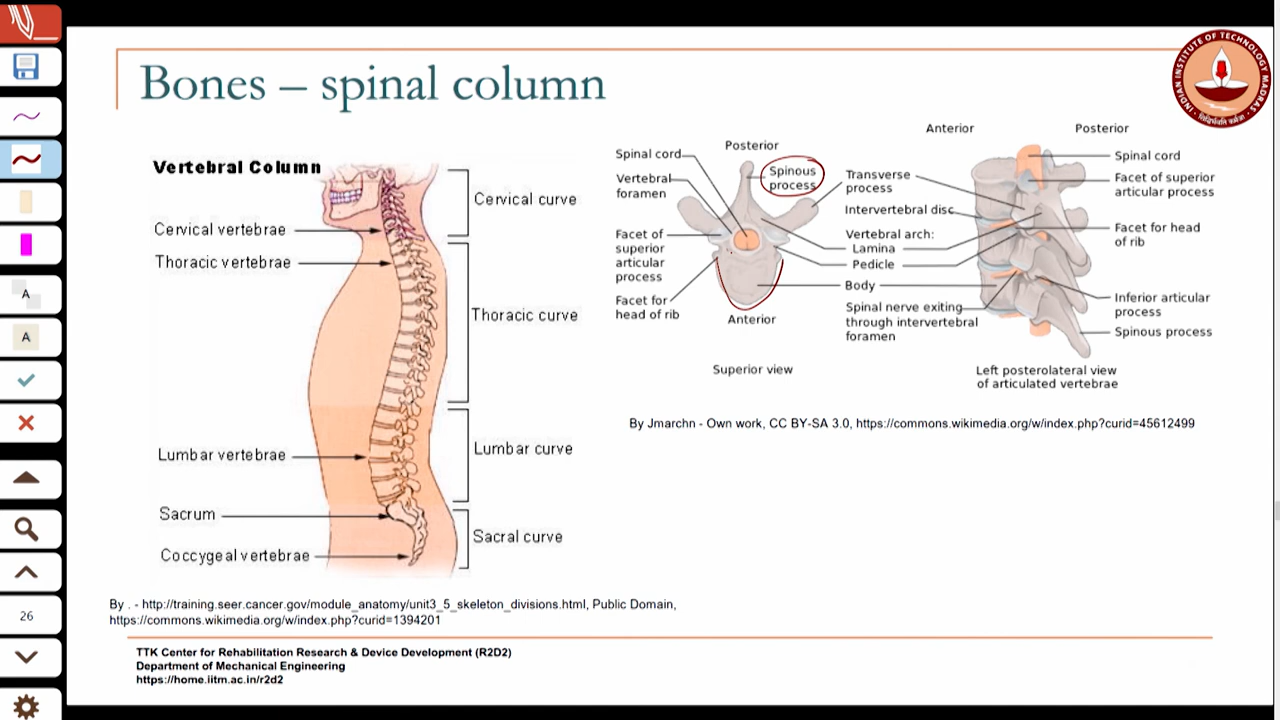 Bones – spinal column
INDIAN INSTITUTE OF TECHNOLOGY MADRAS
Vertebral Column
Cervical vertebrae
Thoracic vertebrae
Lumbar vertebrae
Sacrum
Coccygeal vertebrae
Cervical curve
Thoracic curve
Lumbar curve
Sacral curve
Posterior
Spinal cord
Vertebral
foramen
Facet of
superior
articular
process
Facet for
head of rib
Spinous
process
Anterior
Superior view
Transverse
process
Intervertebral disc
Vertebral arch:
Lamina
Pedicle
Body
Spinal nerve exiting
through intervertebral
foramen
Anterior
Posterior
Spinal cord
Facet of superior
articular process
Facet for head
of rib
Inferior articular
process
Spinous process
Left posterolateral view
of articulated vertebrae
By Jmarchn - Own work, CC BY-SA 3.0, https://commons.wikimedia.org/w/index.php?curid=45612499
By . - http://training.seer.cancer.gov/module_anatomy/unit3_5_skeleton_divisions.html, Public Domain,
https://commons.wikimedia.org/w/index.php?curid=1394201
TTK Center for Rehabilitation Research & Device Development (R2D2)
Department of Mechanical Engineering
https://home.iitm.ac.in/r2d2
A
A
26